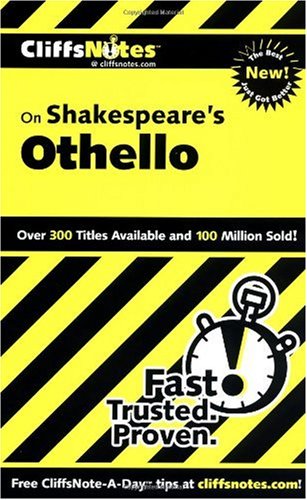 CliffsNotes™
@ cliffsnotes.com
The Best
New!
Just Got Better
On Shakespeare's
Othello
Over 300 Titles Available and 100 Million Sold!
Fast.
Trusted.
Proven.
Free CliffsNote-A-Day™ tips at cliffsnotes.com!